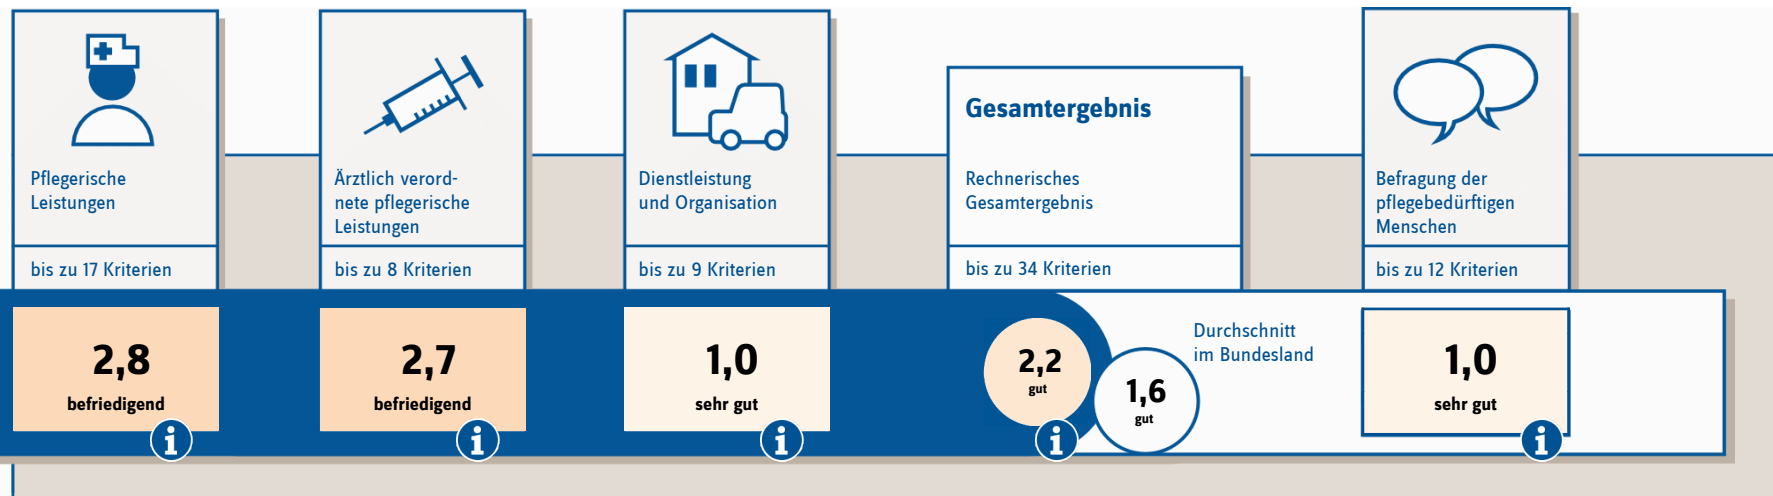 Pflegerische
Leistungen
bis zu 17 Kriterien
2,8
befriedigend
i
Ärztlich verord-
nete pflegerische
Leistungen
bis zu 8 Kriterien
2,7
befriedigend
i
Dienstleistung
und Organisation
bis zu 9 Kriterien
1,0
sehr gut
i
Gesamtergebnis
Rechnerisches
Gesamtergebnis
bis zu 34 Kriterien
2,2
gut
i
1,6
gut
Durchschnitt
im Bundesland
Befragung der
pflegebedürftigen
Menschen
bis zu 12 Kriterien
1,0
sehr gut
i